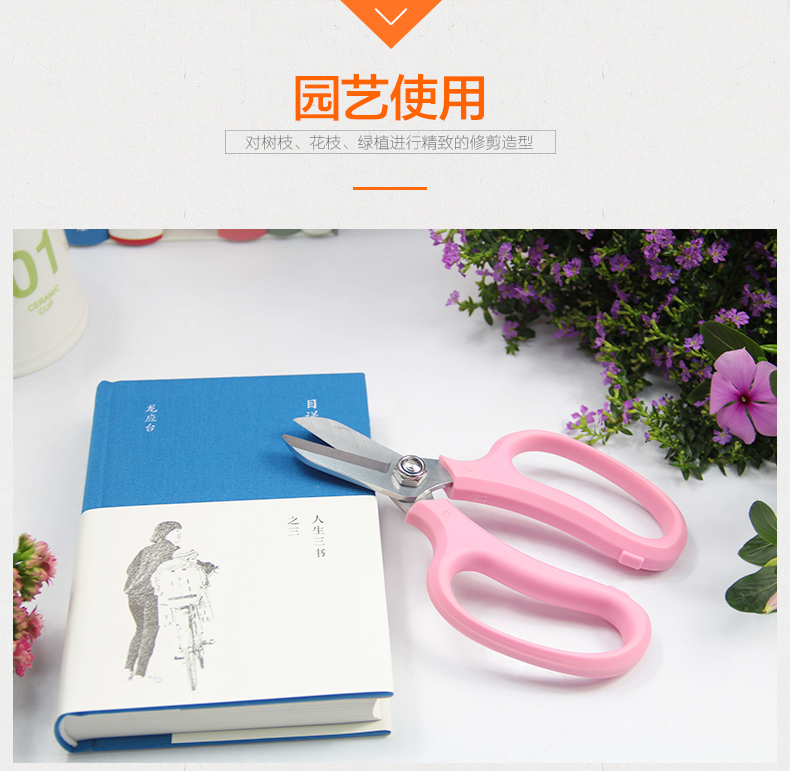 园艺使用
对树枝、花枝、绿植进行精致的修剪造型
01
CERAMIC
CUP
龙应台
目送
人生三书
之三